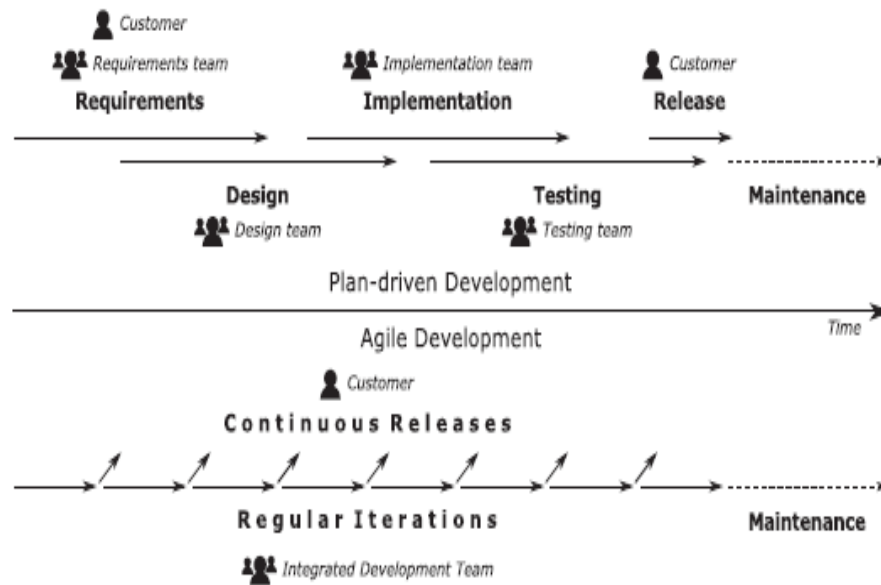 Customer
Requirements team
Implementation team
Customer
Requirements
Implementation
Release
Design
Testing
Maintenance
Design team
Testing team
Plan-driven Development
Time
Agile Development
Customer
Continuous Releases
Regular Iterations
Maintenance
Integrated Development Team